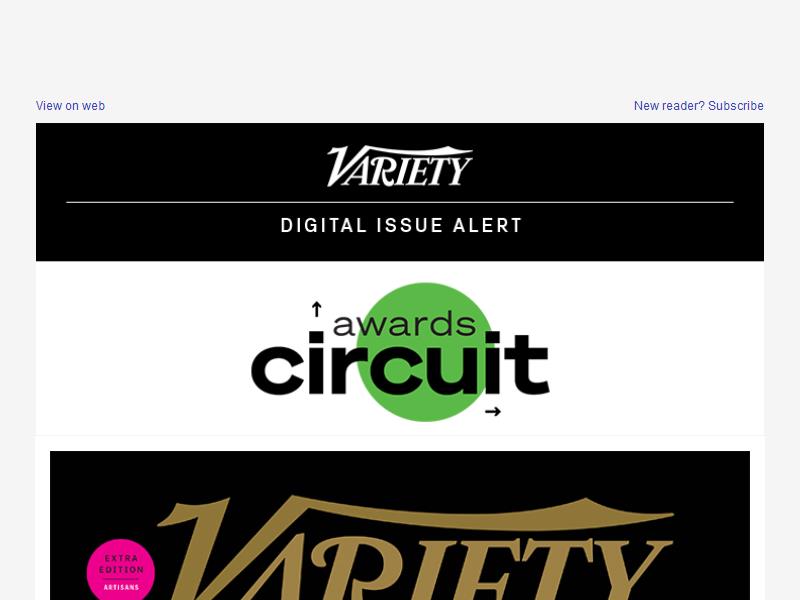 View on web
New reader? Subscribe
VARIETY
DIGITAL ISSUE ALERT
awards
circuit
VARIETY
EXTRA
EDITION
ARTISANS